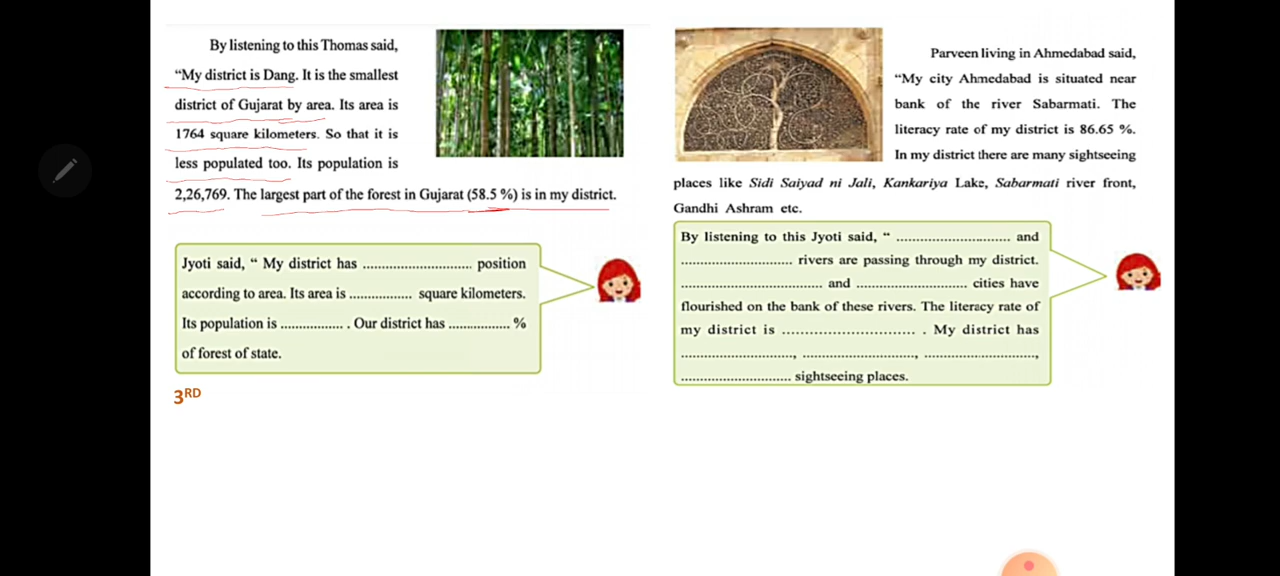 By listening to this Thomas said,
“My district is Dang. It is the smallest
district of Gujarat by area. Its area is
1764 square kilometers. So that it is
less populated too. Its population is
2,26,769. The largest part of the forest in Gujarat (58.5 %) is in my district.
Jyoti said, “ My district has ............................. position
according to area. Its area is ................ square kilometers.
Its population is ................. . Our district has ................ %
of forest of state.
3RD
Parveen living in Ahmedabad said,
“My city Ahmedabad is situated near
bank of the river Sabarmati. The
literacy rate of my district is 86.65 %.
In my district there are many sightseeing
places like Sidi Saiyad ni Jali, Kankariya Lake, Sabarmati river front,
Gandhi Ashram etc.
By listening to this Jyoti said, “ ............................. and
............................. rivers are passing through my district.
..................................... and ............................. cities have
flourished on the bank of these rivers. The literacy rate of
my district is ................................... . My district has
............................., ............................., .............................,
............................. sightseeing places.